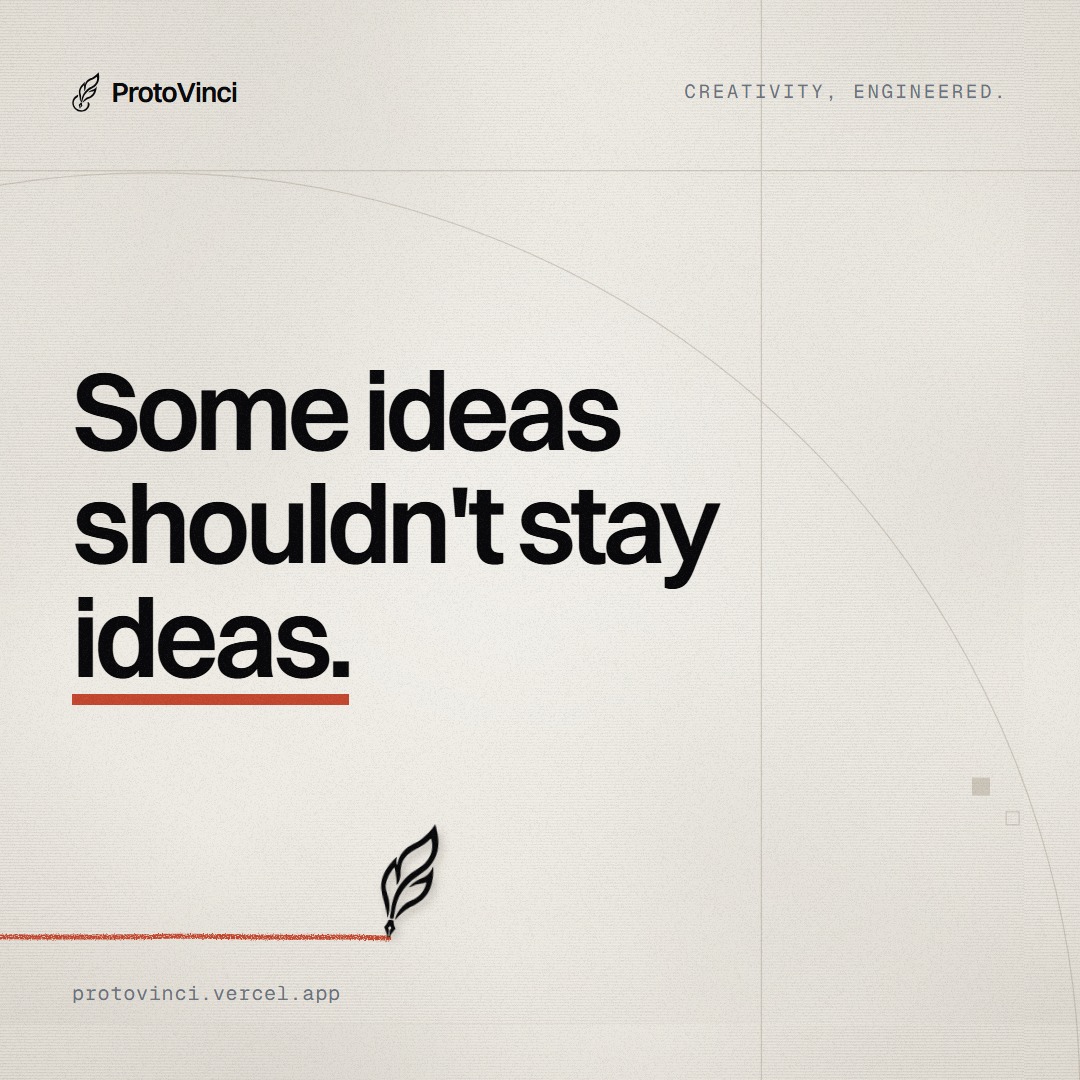 ProtoVinci
CREATIVITY, ENGINEERED.
Some ideas
shouldn't stay
ideas.
protovinci.vercel.app